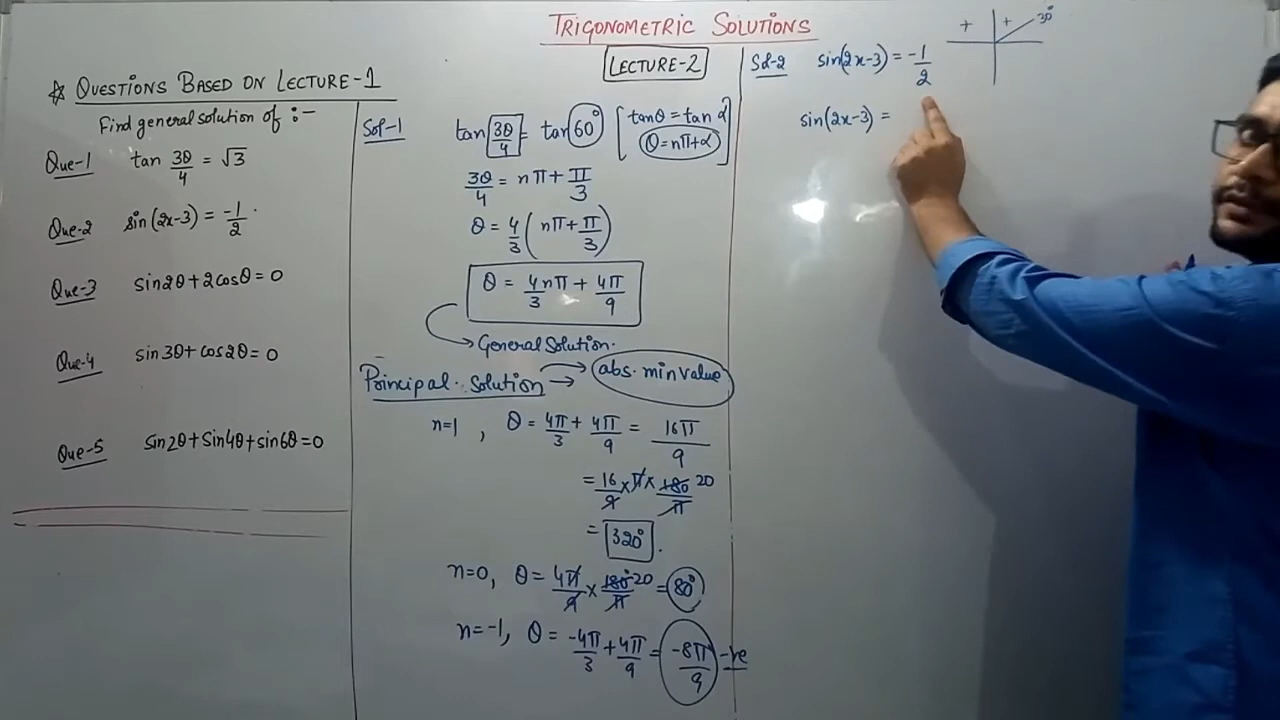 TRIGONOMETRIC SOLUTIONS
LECTURE-2
☆ QUESTIONS BASED ON LECTURE-1
Find general solution of :-
Que-1 tan 3θ/4 = √3
Que-2 sin(2x-3) = -1/2.
Que-3 sin2θ+2cosθ=0
Que-4 sin3θ+cos2θ=0
Que-5 sin2θ+Sin4θ+sin6θ=0
Sol-1 tan 3θ/4 = tan 60° [tanθ=tan α
θ=nπ+α]
3θ/4 = nπ+π/3
θ=4/3(nπ+π/3)
θ = 4/3nπ+4π/9
→ General Solution.
Principal. Solution → abs. min value
n=1, θ=4π/3+4π/9=16π/9
=16/9×π×180/π 20
= 320°.
n=0, θ=4π/9×180°/π 20=80°
n=-1, θ=-4π/3+4π/9=-8π/9 -ve
Sol-2 sin(2x-3)=-1/2
sin(2x-3)=
+ + 30°